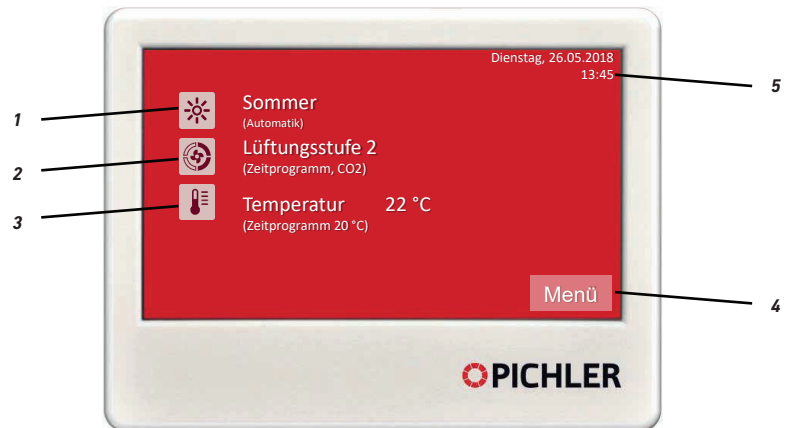 Dienstag, 26.05.2018
13:45
5
1
Sommer
(Automatik)
2
Lüftungsstufe 2
(Zeitprogramm, CO2)
3
Temperatur 22 °C
(Zeitprogramm 20 °C)
Menü
4
PICHLER